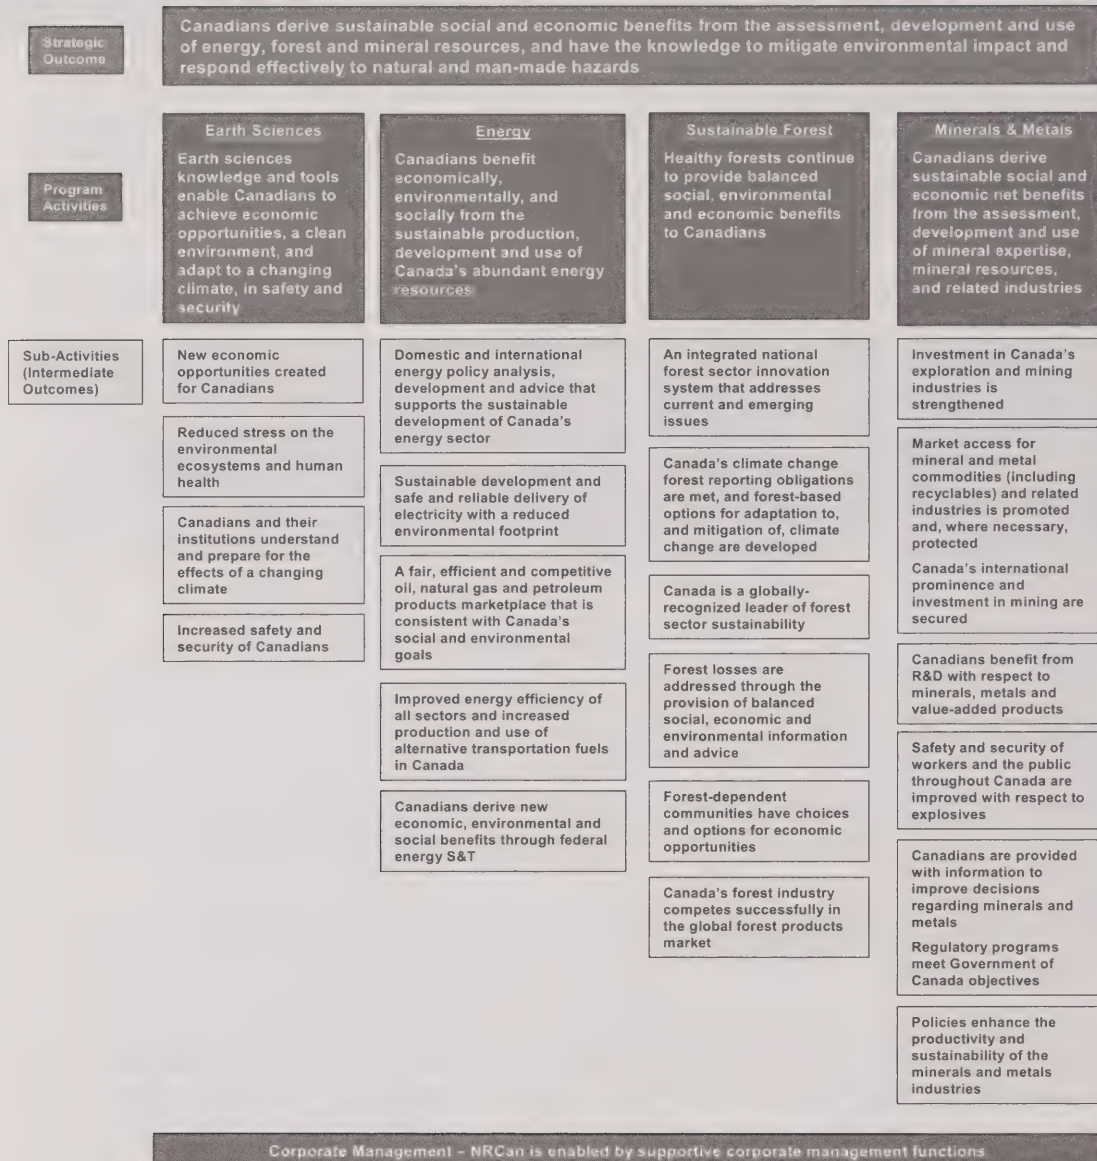 Strategic
Outcome
Canadians derive sustainable social and economic benefits from the assessment, development and use
of energy, forest and mineral resources, and have the knowledge to mitigate environmental impact and
respond effectively to natural and man-made hazards
Program
Activities
Earth Sciences
Earth sciences
knowledge and tools
enable Canadians to
achieve economic
opportunities, a clean
environment, and
adapt to a changing
climate, in safety and
security
Energy
Canadians benefit
economically,
environmentally, and
socially from the
sustainable production,
development and use of
Canada's abundant energy
resources
Sustainable Forest
Healthy forests continue
to provide balanced
social, environmental
and economic benefits
to Canadians
Minerals & Metals
Canadians derive
sustainable social and
economic net benefits
from the assessment,
development and use
of mineral expertise,
mineral resources,
and related industries
Sub-Activities
(Intermediate
Outcomes)
New economic
opportunities created
for Canadians
Reduced stress on the
environmental
ecosystems and human
health
Canadians and their
institutions understand
and prepare for the
effects of a changing
climate
Increased safety and
security of Canadians
Domestic and international
energy policy analysis,
development and advice that
supports the sustainable
development of Canada's
energy sector
Sustainable development and
safe and reliable delivery of
electricity with a reduced
environmental footprint
A fair, efficient and competitive
oil, natural gas and petroleum
products marketplace that is
consistent with Canada's
social and environmental
goals
Improved energy efficiency of
all sectors and increased
production and use of
alternative transportation fuels
in Canada
Canadians derive new
economic, environmental and
social benefits through federal
energy S&T
An integrated national
forest sector innovation
system that addresses
current and emerging
issues
Canada's climate change
forest reporting obligations
are met, and forest-based
options for adaptation to,
and mitigation of, climate
change are developed
Canada is a globally-
recognized leader of forest
sector sustainability
Forest losses are
addressed through the
provision of balanced
social, economic and
environmental information
and advice
Forest-dependent
communities have choices
and options for economic
opportunities
Canada's forest industry
competes successfully in
the global forest products
market
Investment in Canada's
exploration and mining
industries is
strengthened
Market access for
mineral and metal
commodities (including
recyclables) and related
industries is promoted
and, where necessary,
protected
Canada's international
prominence and
investment in mining are
secured
Canadians benefit from
R&D with respect to
minerals, metals and
value-added products
Safety and security of
workers and the public
throughout Canada are
improved with respect to
explosives
Canadians are provided
with information to
improve decisions
regarding minerals and
metals
Regulatory programs
meet Government of
Canada objectives
Policies enhance the
productivity and
sustainability of the
minerals and metals
industries
Corporate Management – NRCan is enabled by supportive corporate management functions